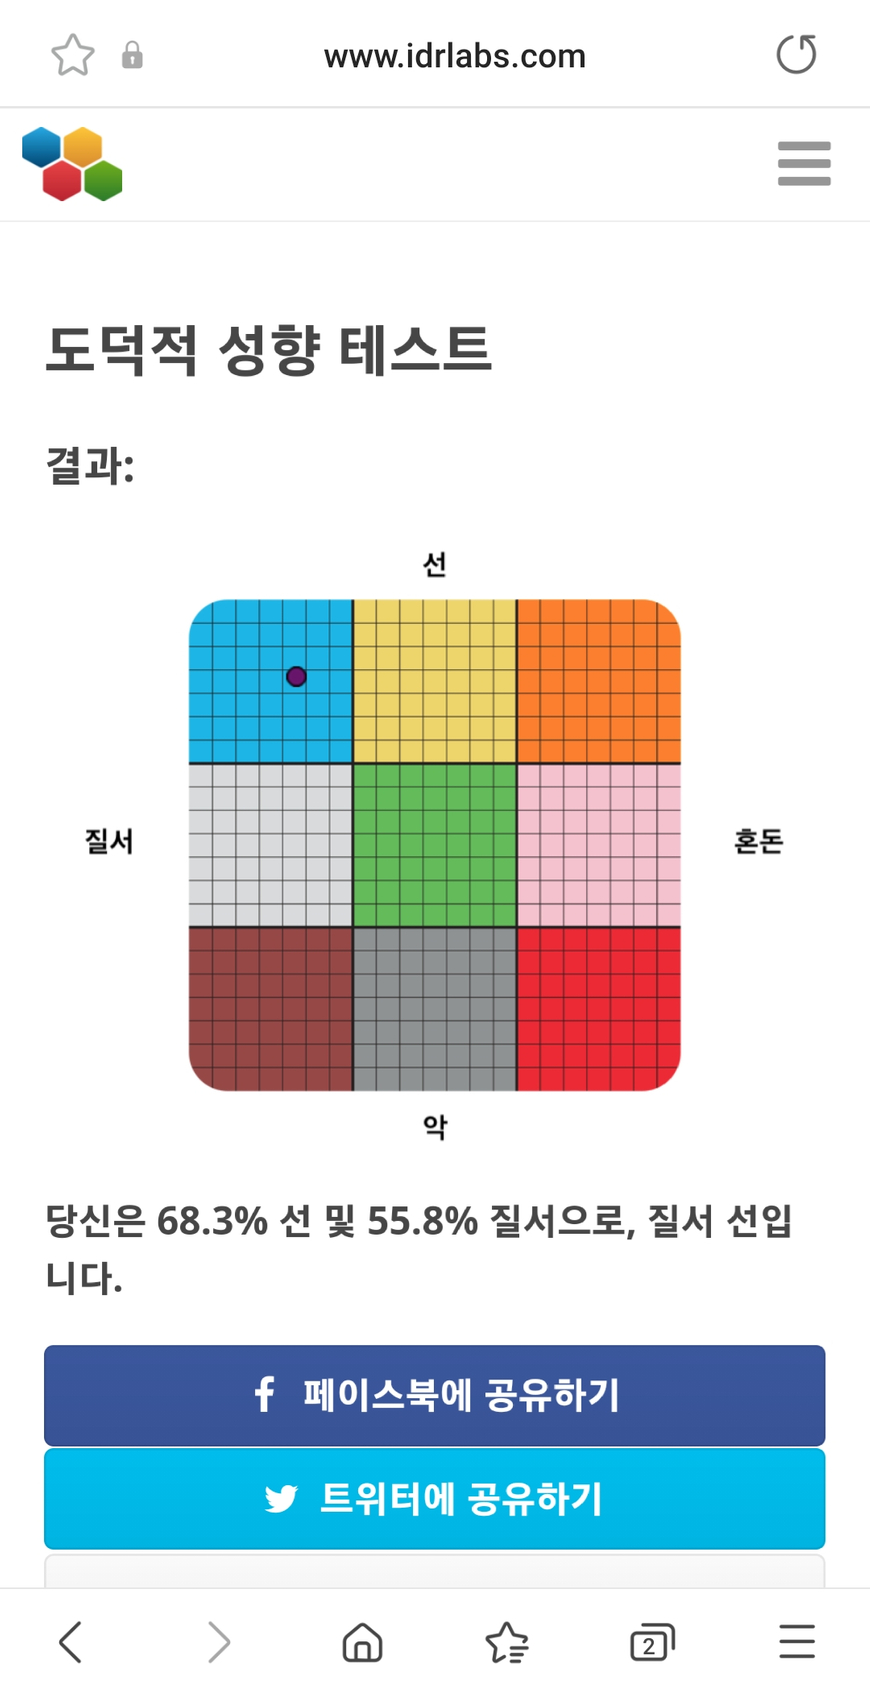 www.idrlabs.com
도덕적 성향 테스트
결과:
선
질서
혼돈
악
당신은 68.3% 선 및 55.8% 질서으로, 질서 선입
니다.
페이스북에 공유하기
트위터에 공유하기
2